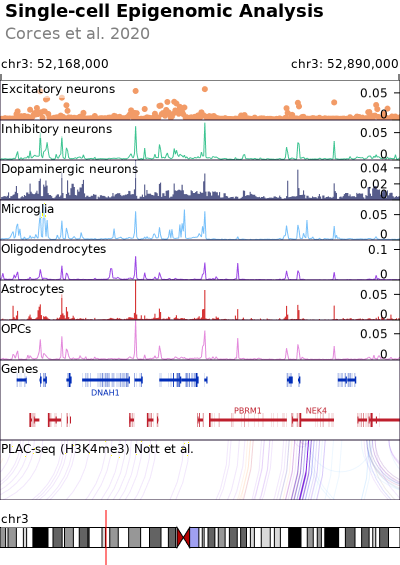 Single-cell Epigenomic Analysis
Corces et al. 2020
chr3: 52,168,000 chr3: 52,890,000
Excitatory neurons
0.05
0
Inhibitory neurons
0.05
0
Dopaminergic neurons
0.04
0.02
0
Microglia
0.05
0
Oligodendrocytes
0.1
0
Astrocytes
0.05
0
OPCs
0.05
0
Genes
DNAH1
PBRM1 NEK4
PLAC-seq (H3K4me3) Nott et al.
chr3